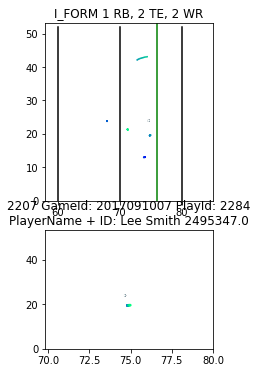 I_FORM 1 RB, 2 TE, 2 WR
50
40
30
20
10
0
60 70 80
2207 GameId: 2017091007 PlayId: 2284
PlayerName + ID: Lee Smith 2495347.0
40
20
0
70.0 72.5 75.0 77.5 80.0